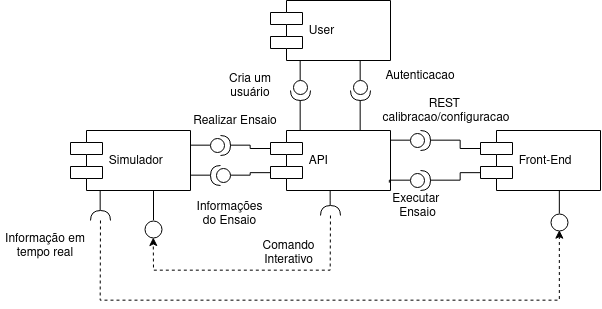 User
Cria um
usuário
Autenticacao
Realizar Ensaio
REST
calibracao/configuracao
Simulador
API
Front-End
Informações
do Ensaio
Executar
Ensaio
Informação em
tempo real
Comando
Interativo